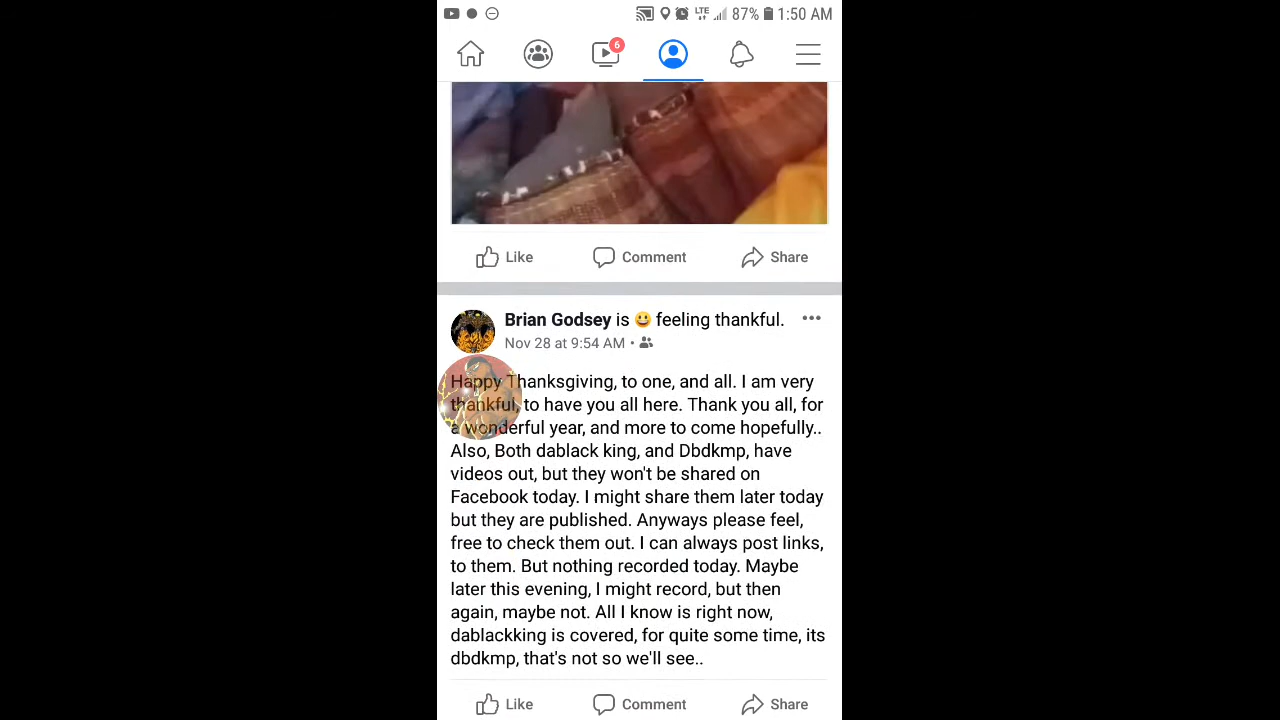 LTE 87% 1:50 AM
6
Like Comment Share
Brian Godsey is 😀 feeling thankful.
Nov 28 at 9:54 AM •
Happy Thanksgiving, to one, and all. I am very
thankful, to have you all here. Thank you all, for
a wonderful year, and more to come hopefully..
Also, Both dablack king, and Dbdkmp, have
videos out, but they won't be shared on
Facebook today. I might share them later today
but they are published. Anyways please feel,
free to check them out. I can always post links,
to them. But nothing recorded today. Maybe
later this evening, I might record, but then
again, maybe not. All I know is right now,
dablackking is covered, for quite some time, its
dbdkmp, that's not so we'll see..
Like Comment Share